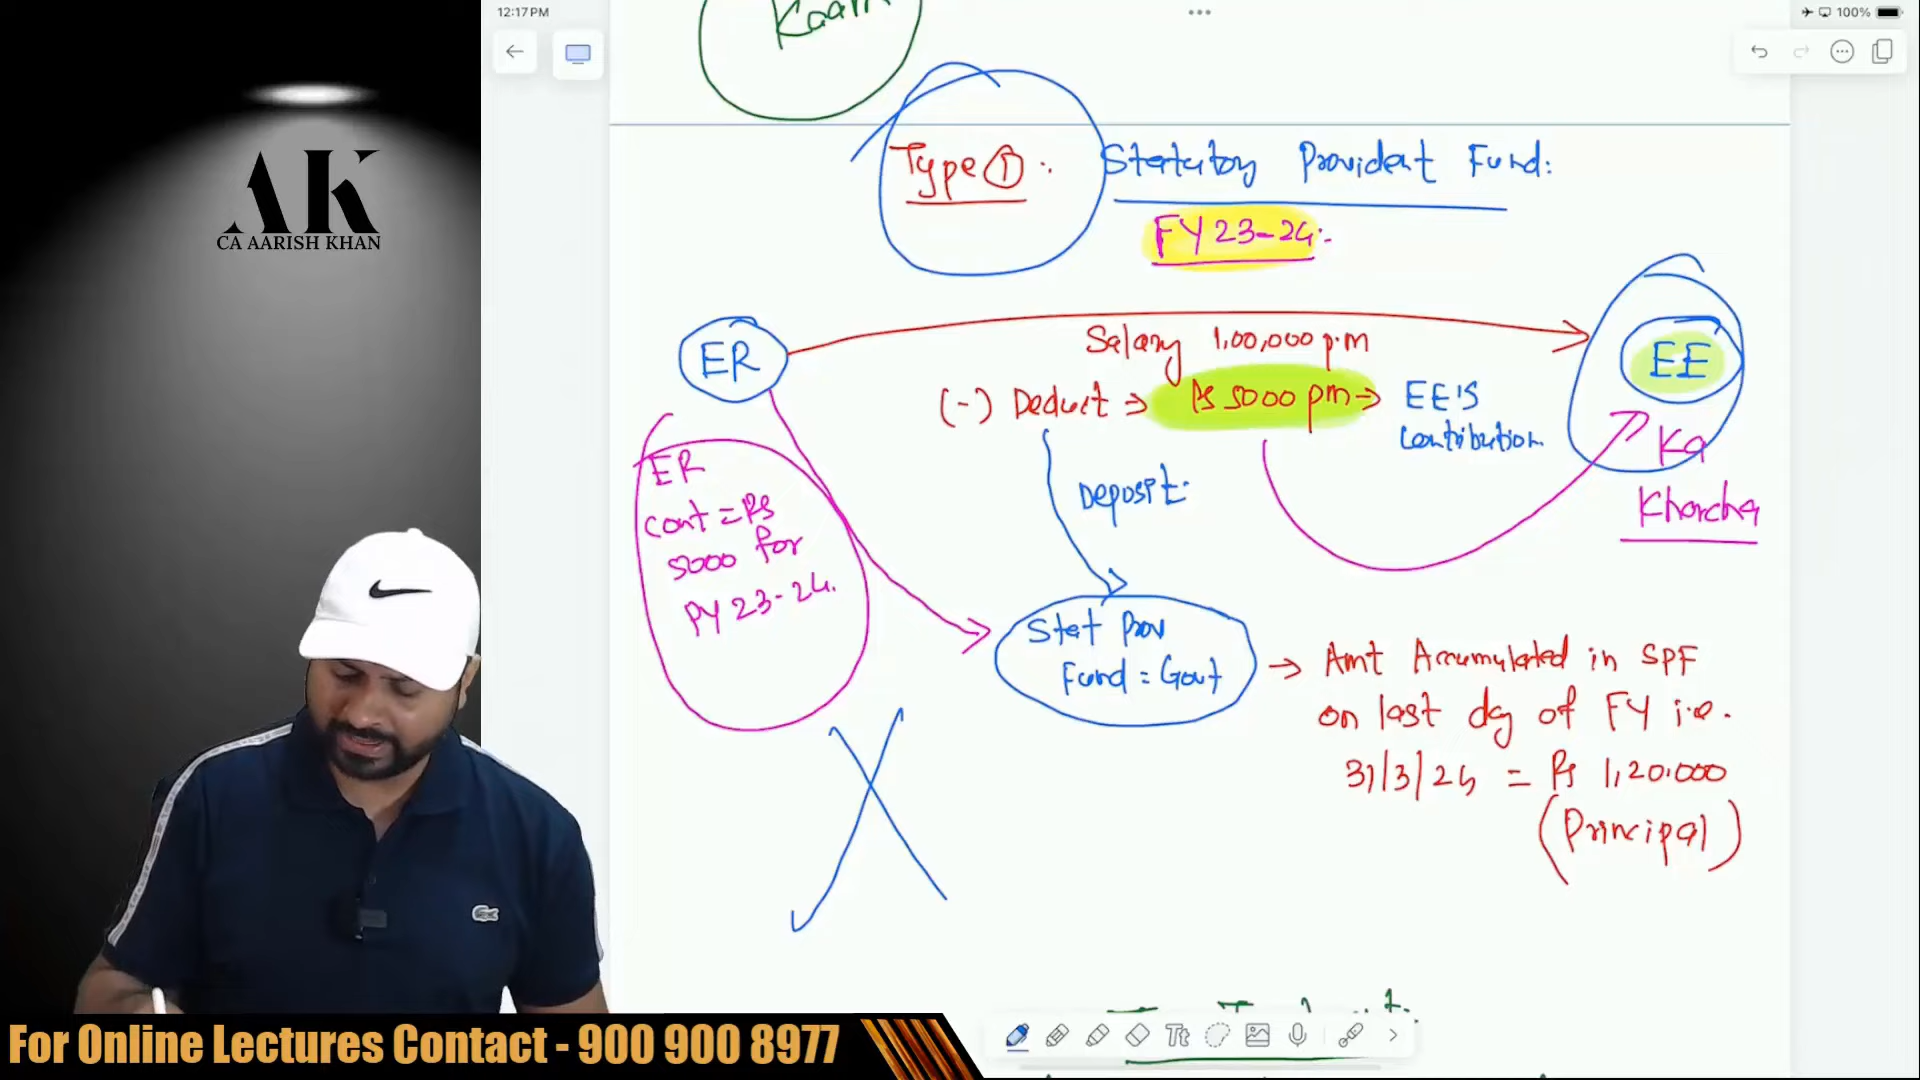 12:17 PM
100%
Kaam
Type ① :
Statutory Provident Fund:
FY 23-24:-
ER
Salary 1,00,000 p.m
EE
(-) Deduct → Rs 5000 pm → EE'S
Contribution
Ka
Kharcha
Deposit.
ER
cont = Rs
5000 for
PY 23-24.
Stat Prov
Fund = Govt
→ Amt Accumulated in SPF
on last day of FY i.e.
31/3/24 = Rs 1,20,000
(Principal)
AK
CA AARISH KHAN
Tt
For Online Lectures Contact - 900 900 8977